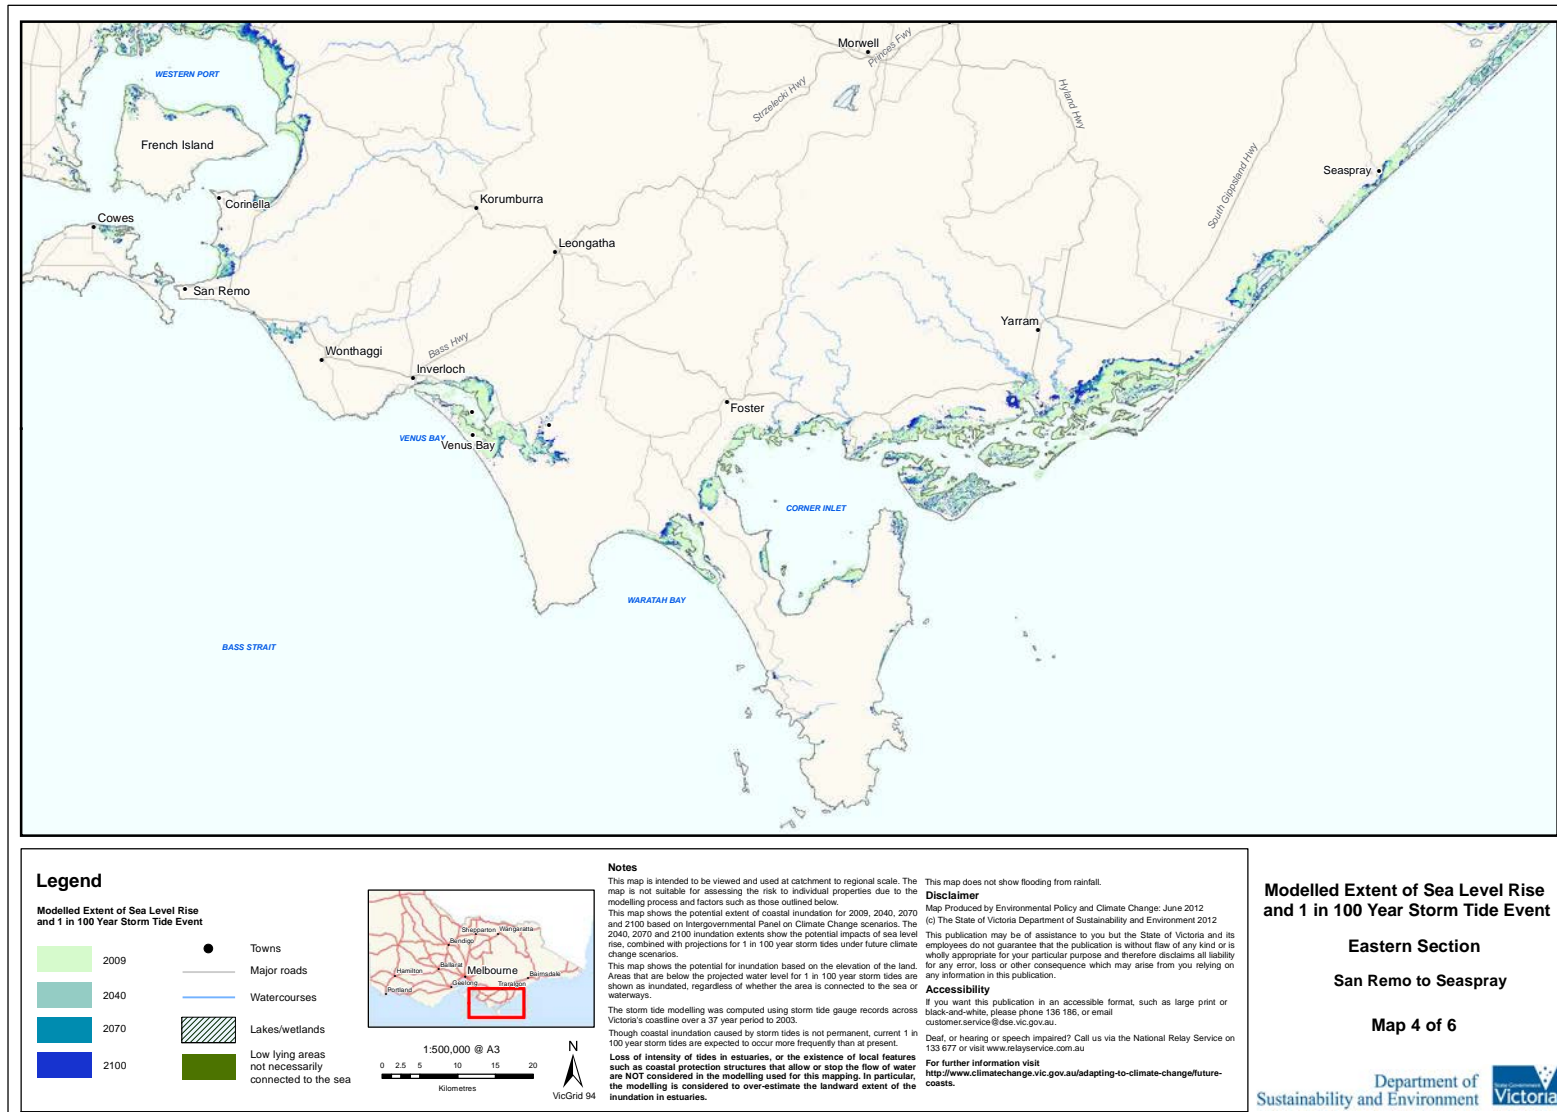 Morwell
Princes Fwy
WESTERN PORT
Strzelecki Hwy
Hyland Hwy
French Island
South Gippsland Hwy
Seaspray
Korumburra
Corinella
Cowes
Leongatha
San Remo
Yarram
Bass Hwy
Wonthaggi
Inverloch
Foster
VENUS BAY
Venus Bay
CORNER INLET
WARATAH BAY
BASS STRAIT
Legend
Modelled Extent of Sea Level Rise
and 1 in 100 Year Storm Tide Event
2009
2040
2070
2100
Towns
Major roads
Watercourses
Lakes/wetlands
Low lying areas
not necessarily
connected to the sea
Shepparton
Wangaratta
Bendigo
Hamilton
Ballarat
Melbourne
Bairnsdale
Portland
Geelong
Traralgon
1:500,000 @ A3
0 2.5 5 10 15 20
Kilometres
N
VicGrid 94
Notes
This map is intended to be viewed and used at catchment to regional scale. The
map is not suitable for assessing the risk to individual properties due to the
modelling process and factors such as those outlined below.
This map shows the potential extent of coastal inundation for 2009, 2040, 2070
and 2100 based on Intergovernmental Panel on Climate Change scenarios. The
2040, 2070 and 2100 inundation extents show the potential impacts of sea level
rise, combined with projections for 1 in 100 year storm tides under future climate
change scenarios.
This map shows the potential for inundation based on the elevation of the land.
Areas that are below the projected water level for 1 in 100 year storm tides are
shown as inundated, regardless of whether the area is connected to the sea or
waterways.
The storm tide modelling was computed using storm tide gauge records across
Victoria's coastline over a 37 year period to 2003.
Though coastal inundation caused by storm tides is not permanent, current 1 in
100 year storm tides are expected to occur more frequently than at present.
Loss of intensity of tides in estuaries, or the existence of local features
such as coastal protection structures that allow or stop the flow of water
are NOT considered in the modelling used for this mapping. In particular,
the modelling is considered to over-estimate the landward extent of the
inundation in estuaries.
This map does not show flooding from rainfall.
Disclaimer
Map Produced by Environmental Policy and Climate Change: June 2012
(c) The State of Victoria Department of Sustainability and Environment 2012
This publication may be of assistance to you but the State of Victoria and its
employees do not guarantee that the publication is without flaw of any kind or is
wholly appropriate for your particular purpose and therefore disclaims all liability
for any error, loss or other consequence which may arise from you relying on
any information in this publication.
Accessibility
If you want this publication in an accessible format, such as large print or
black-and-white, please phone 136 186, or email
customer.service@dse.vic.gov.au.
Deaf, or hearing or speech impaired? Call us via the National Relay Service on
133 677 or visit www.relayservice.com.au
For further information visit
http://www.climatechange.vic.gov.au/adapting-to-climate-change/future-
coasts.
Modelled Extent of Sea Level Rise
and 1 in 100 Year Storm Tide Event
Eastern Section
San Remo to Seaspray
Map 4 of 6
Department of
Sustainability and Environment
State Government
Victoria